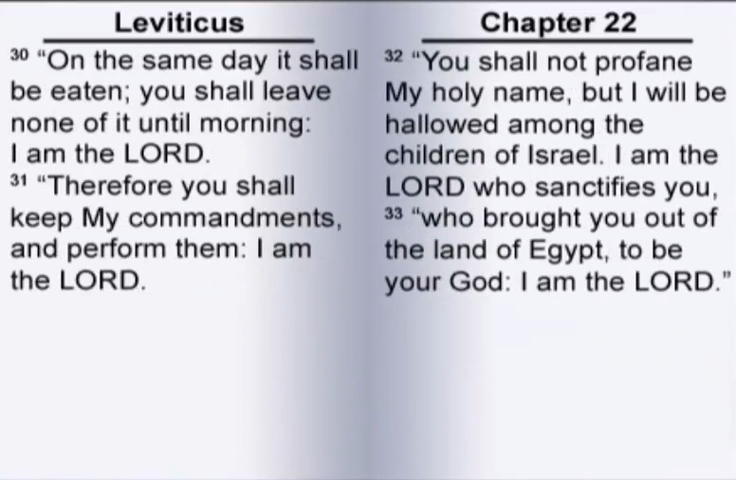 Leviticus
³⁰ “On the same day it shall
be eaten; you shall leave
none of it until morning:
I am the LORD.
³¹ “Therefore you shall
keep My commandments,
and perform them: I am
the LORD.
Chapter 22
³² “You shall not profane
My holy name, but I will be
hallowed among the
children of Israel. I am the
LORD who sanctifies you,
³³ “who brought you out of
the land of Egypt, to be
your God: I am the LORD.”